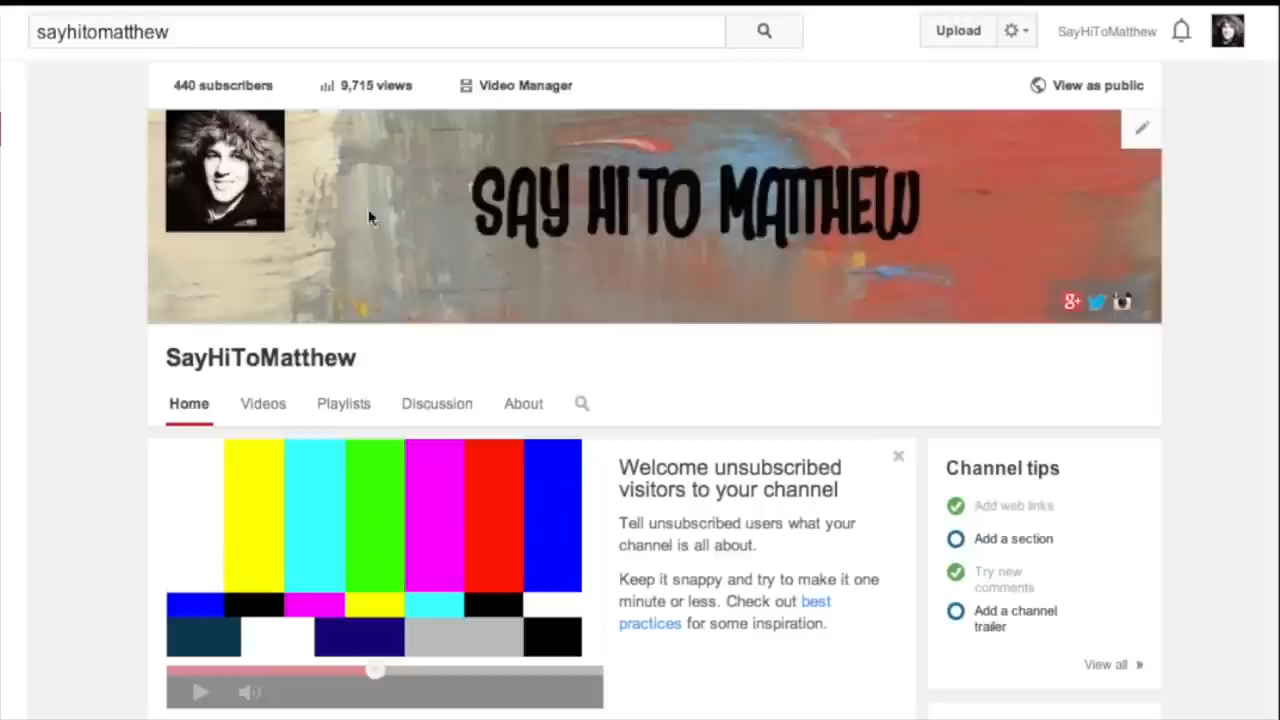 sayhitomatthew
Upload
SayHiToMatthew
440 subscribers
9,715 views
Video Manager
View as public
SAY HI TO MATTHEW
g+
SayHiToMatthew
Home
Videos
Playlists
Discussion
About
Welcome unsubscribed
visitors to your channel
Tell unsubscribed users what your
channel is all about.
Keep it snappy and try to make it one
minute or less. Check out best
practices for some inspiration.
Channel tips
Add web links
Add a section
Try new
comments
Add a channel
trailer
View all »